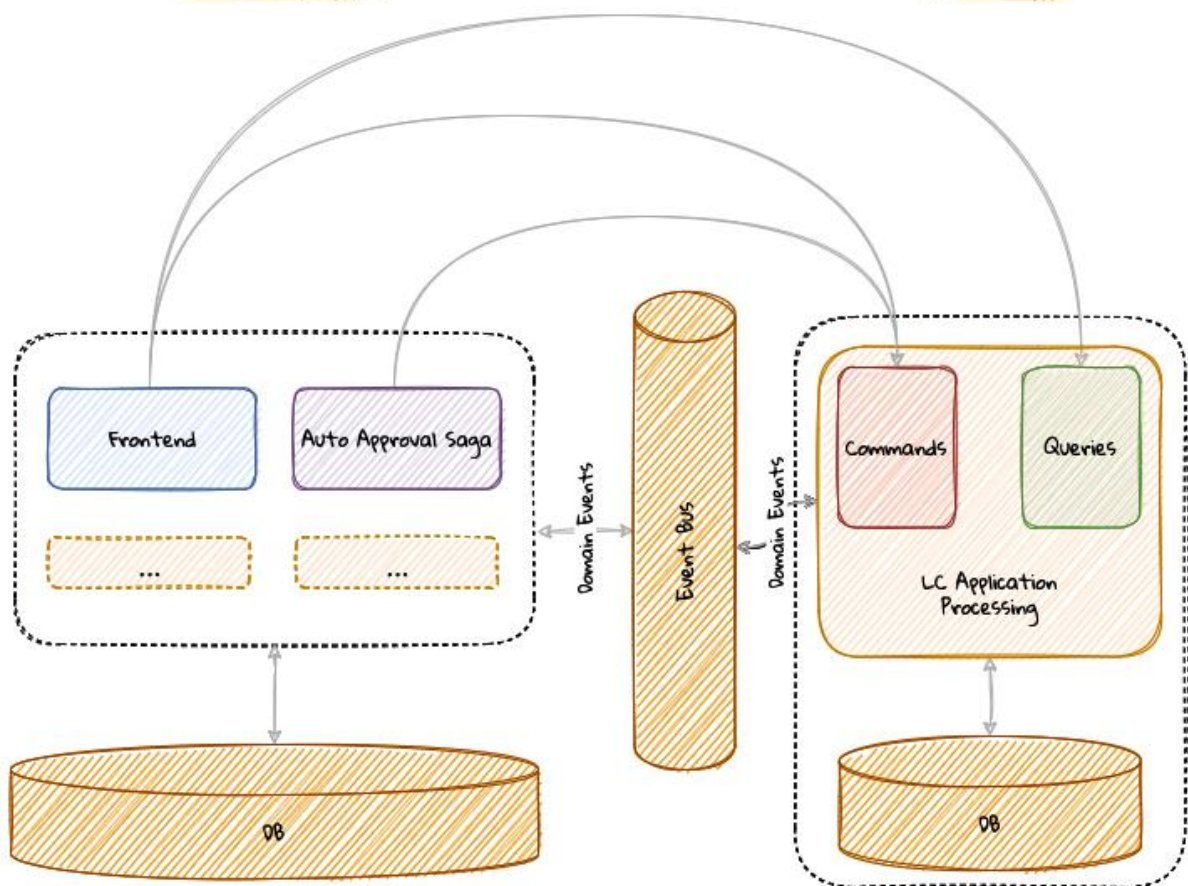 Frontend
Auto Approval Saga
...
...
Domain Events
Event Bus
Domain Events
Commands
Queries
LC Application
Processing
DB
DB